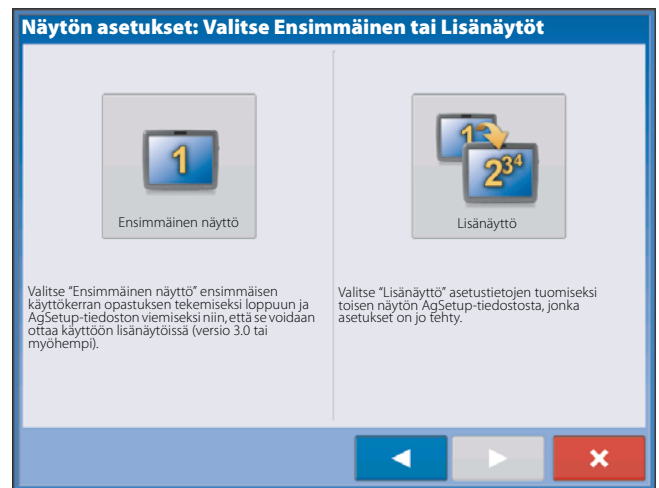 Näytön asetukset: Valitse Ensimmäinen tai Lisänäytöt
1
Ensimmäinen näyttö
Valitse "Ensimmäinen näyttö" ensimmäisen
käyttökerran opastuksen tekemiseksi loppuun ja
AgSetup-tiedoston viemiseksi niin, että se voidaan
ottaa käyttöön lisänäytöissä (versio 3.0 tai
myöhempi).
1
234
Lisänäyttö
Valitse "Lisänäyttö" asetustietojen tuomiseksi
toisen näytön AgSetup-tiedostosta, jonka
asetukset on jo tehty.